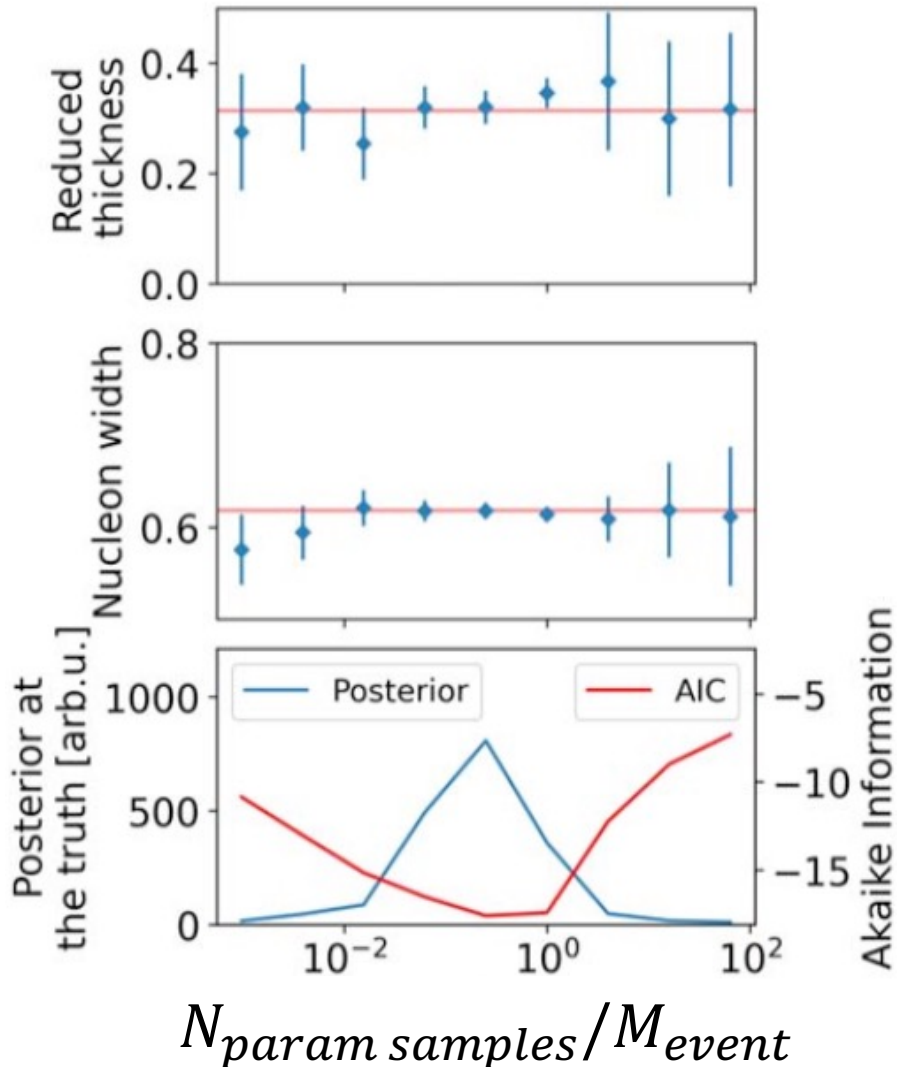 Reduced
thickness
0.4
0.2
0.0
Nucleon width
0.8
0.6
Posterior at
the truth [arb.u.]
1000
500
0
Posterior
AIC
−5
−10
−15
Akaike Information
10⁻² 10⁰ 10²
N_param samples/M_event